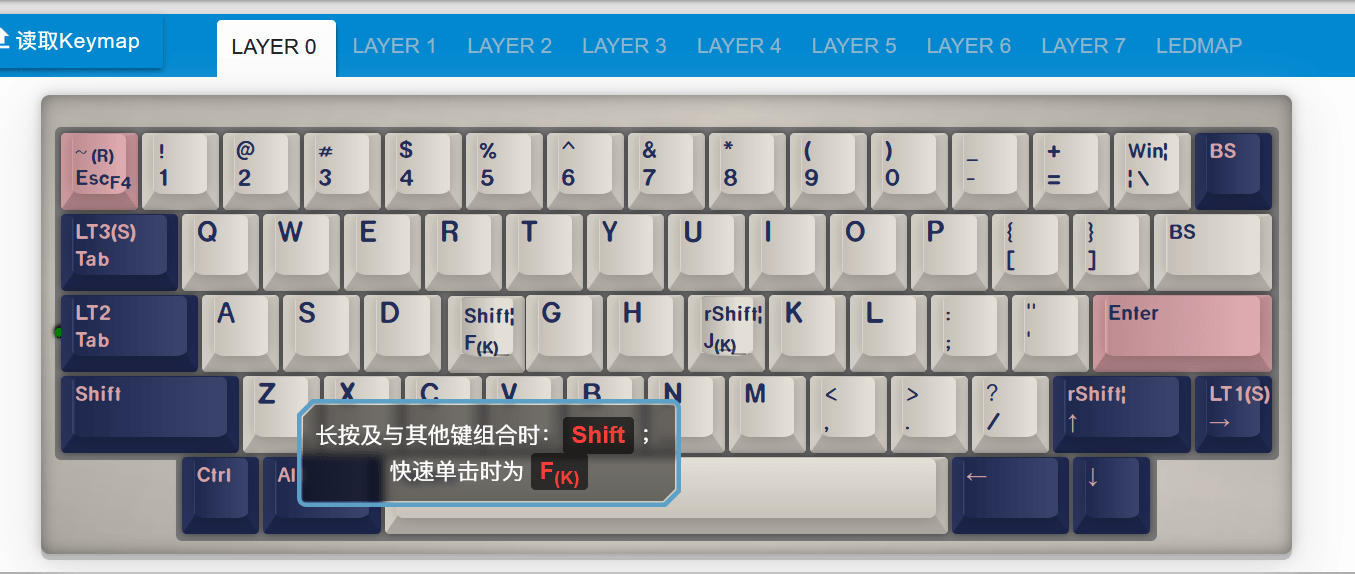 读取Keymap LAYER 0 LAYER 1 LAYER 2 LAYER 3 LAYER 4 LAYER 5 LAYER 6 LAYER 7 LEDMAP
~ (R) ! @ # $ % ^ & * ( ) _ + Win¦ BS
Esc F4 1 2 3 4 5 6 7 8 9 0 - = ¦\
LT3(S) Q W E R T Y U I O P { } BS
Tab [ ]
LT2 A S D Shift¦ G H rShift¦ K L : " Enter
Tab F(K)_ J(K)_ ; '
Shift Z X C V B N M < > ? rShift¦ LT1(S)
, . / ↑ →
长按及与其他键组合时： Shift ；
快速单击时为 F(K)
Ctrl Al ← ↓